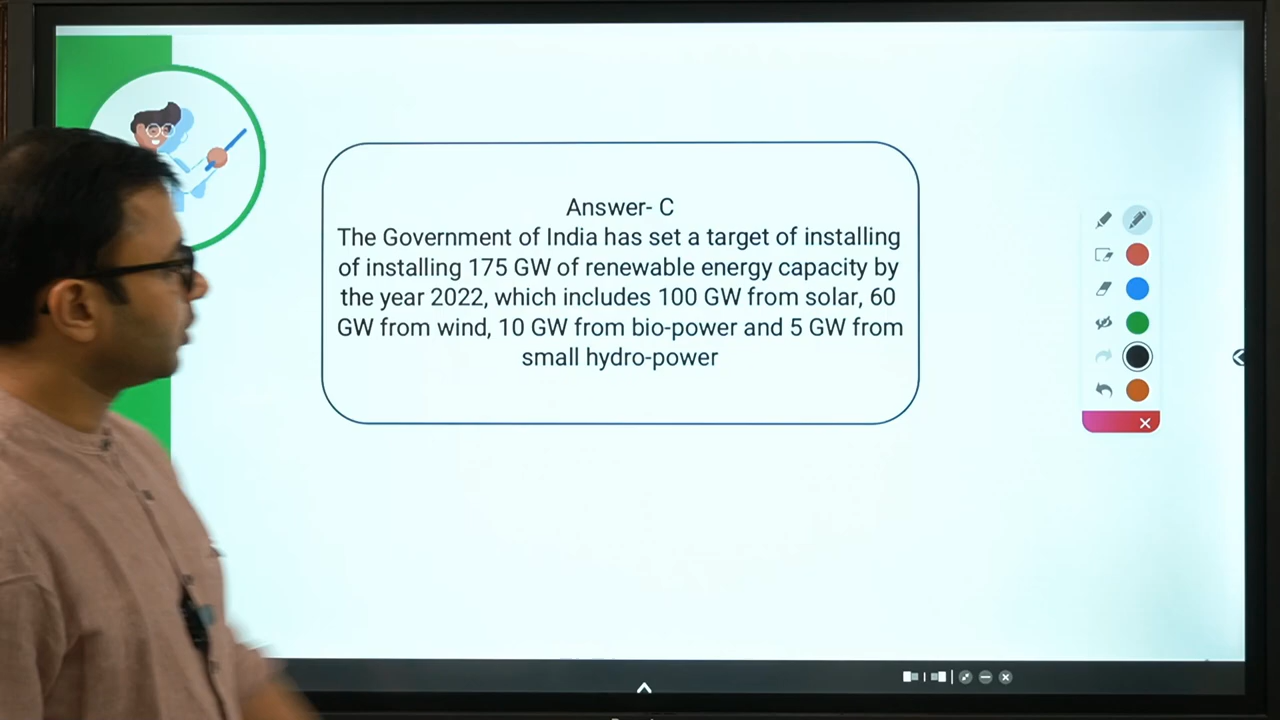 Answer- C
The Government of India has set a target of installing
of installing 175 GW of renewable energy capacity by
the year 2022, which includes 100 GW from solar, 60
GW from wind, 10 GW from bio-power and 5 GW from
small hydro-power